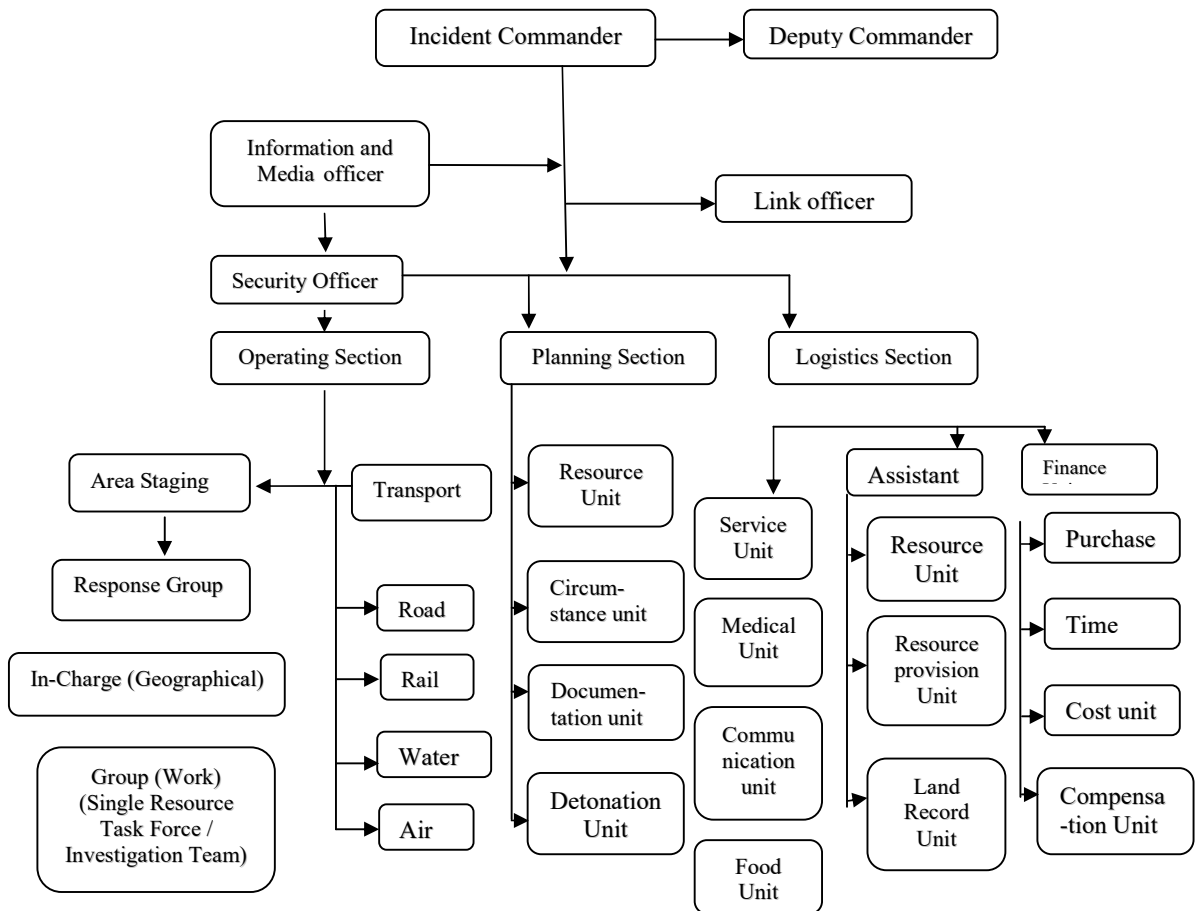 Incident Commander
Deputy Commander
Information and
Media officer
Link officer
Security Officer
Operating Section
Planning Section
Logistics Section
Area Staging
Transport
Response Group
In-Charge (Geographical)
Group (Work)
(Single Resource
Task Force /
Investigation Team)
Road
Rail
Water
Air
Resource
Unit
Circum-
stance unit
Documen-
tation unit
Detonation
Unit
Service
Unit
Medical
Unit
Commu
nication
unit
Food
Unit
Assistant
Resource
Unit
Resource
provision
Unit
Land
Record
Unit
Finance
Purchase
Time
Cost unit
Compensa
-tion Unit